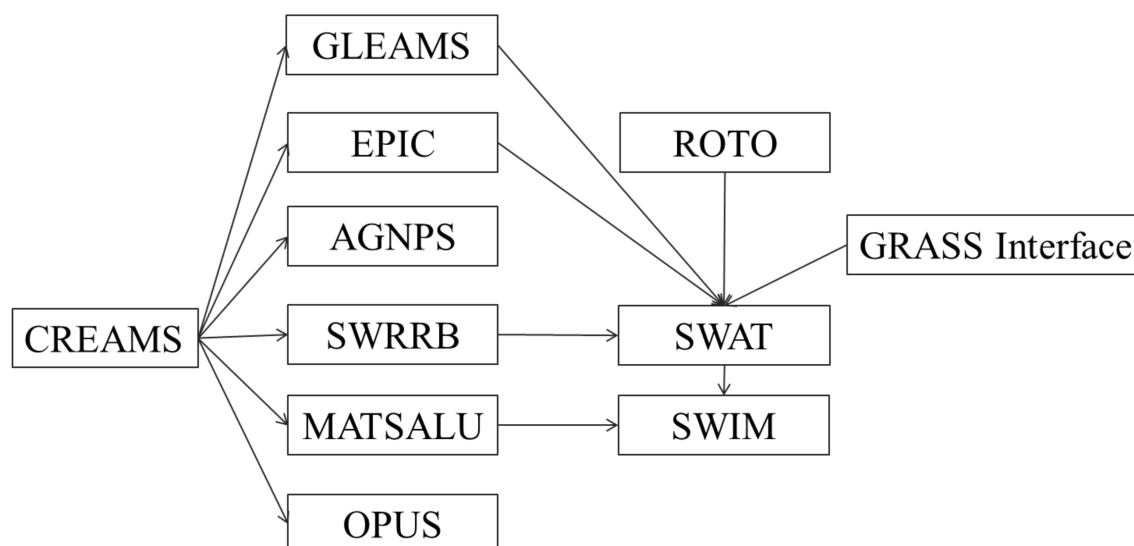 GLEAMS
EPIC
ROTO
AGNPS
GRASS Interface
CREAMS
SWRRB
SWAT
MATSALU
SWIM
OPUS